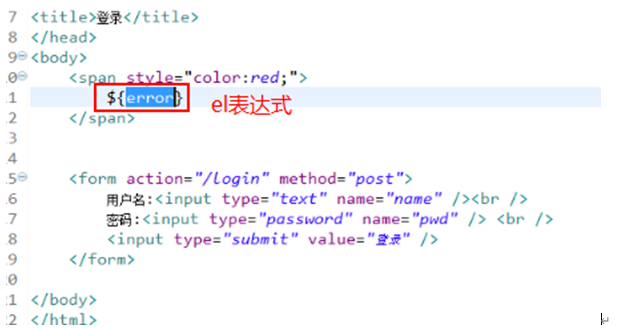 7 <title>登录</title>
8 </head>
9 <body>
0 <span style="color:red;">
1 ${error} el表达式
2 </span>
3
4
5 <form action="/login" method="post">
6 用户名:<input type="text" name="name" /><br />
7 密码:<input type="password" name="pwd" /> <br />
8 <input type="submit" value="登录" />
9 </form>
0
1 </body>
2 </html>